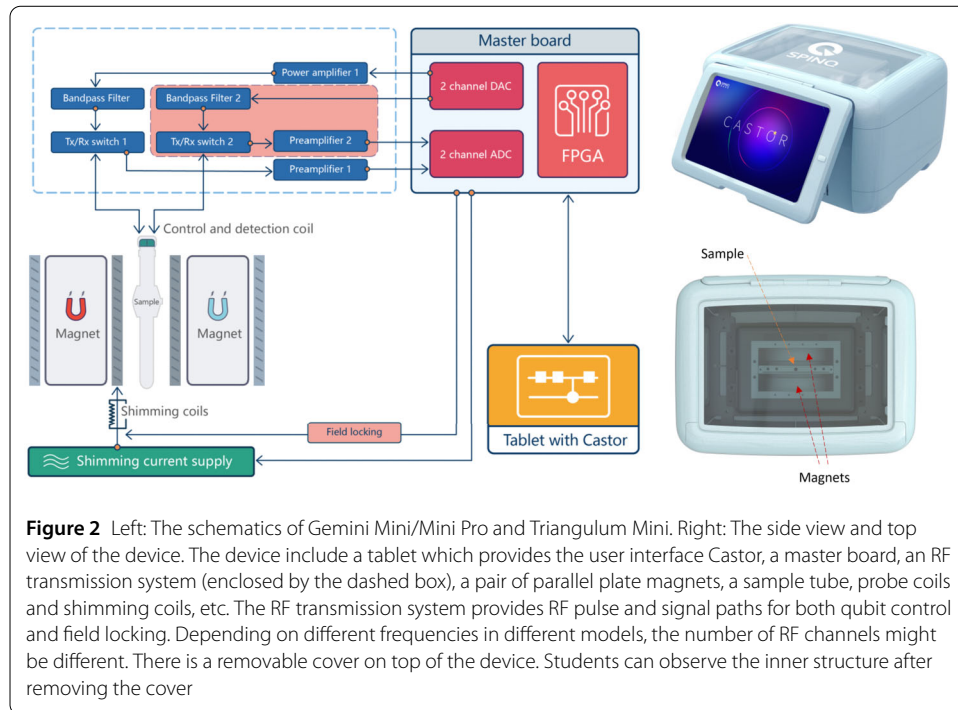 Master board
Power amplifier 1
Bandpass Filter
Bandpass Filter 2
2 channel DAC
Tx/Rx switch 1
Tx/Rx switch 2
Preamplifier 2
Preamplifier 1
2 channel ADC
FPGA
SPINQ
CASTOR
Control and detection coil
Sample
Magnet
Magnet
Shimming coils
Field locking
Shimming current supply
Tablet with Castor
Sample
Magnets
Figure 2 Left: The schematics of Gemini Mini/Mini Pro and Triangulum Mini. Right: The side view and top
view of the device. The device include a tablet which provides the user interface Castor, a master board, an RF
transmission system (enclosed by the dashed box), a pair of parallel plate magnets, a sample tube, probe coils
and shimming coils, etc. The RF transmission system provides RF pulse and signal paths for both qubit control
and field locking. Depending on different frequencies in different models, the number of RF channels might
be different. There is a removable cover on top of the device. Students can observe the inner structure after
removing the cover